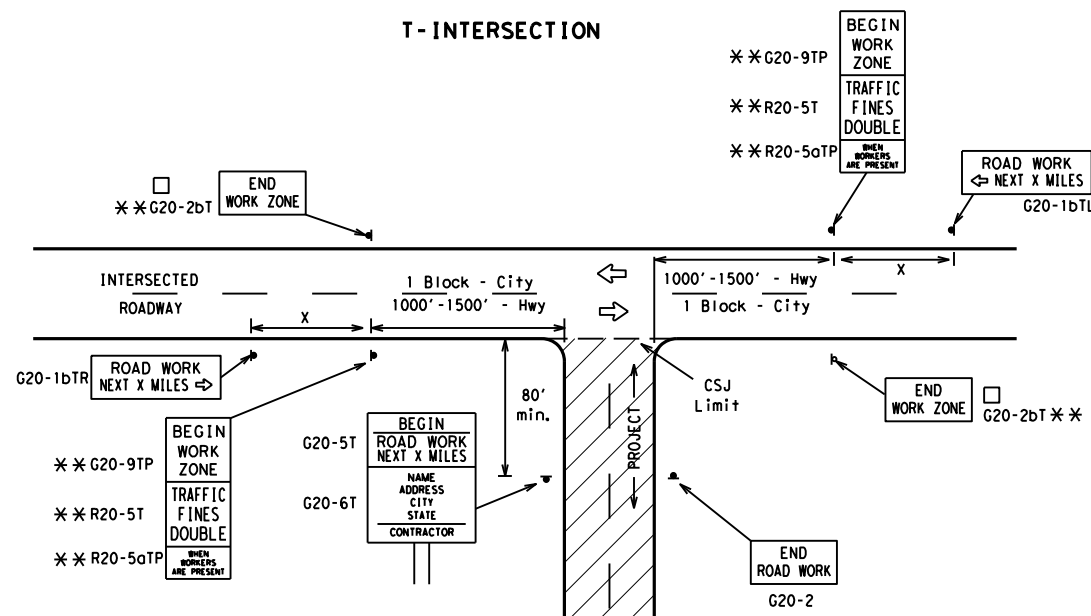 T-INTERSECTION
✳✳G20-9TP
BEGIN
WORK
ZONE
✳✳R20-5T
TRAFFIC
FINES
DOUBLE
✳✳R20-5aTP
WHEN
WORKERS
ARE PRESENT
ROAD WORK
⇦ NEXT X MILES
G20-1bTL
□
✳✳G20-2bT
END
WORK ZONE
INTERSECTED
ROADWAY
1 Block - City
1000'-1500' - Hwy
⇦
⇨
1000'-1500' - Hwy
1 Block - City
X
X
G20-1bTR
ROAD WORK
NEXT X MILES ⇨
80'
min.
CSJ
Limit
PROJECT
END
WORK ZONE
□
G20-2bT✳✳
✳✳G20-9TP
BEGIN
WORK
ZONE
✳✳R20-5T
TRAFFIC
FINES
DOUBLE
✳✳R20-5aTP
WHEN
WORKERS
ARE PRESENT
G20-5T
BEGIN
ROAD WORK
NEXT X MILES
G20-6T
NAME
ADDRESS
CITY
STATE
CONTRACTOR
END
ROAD WORK
G20-2